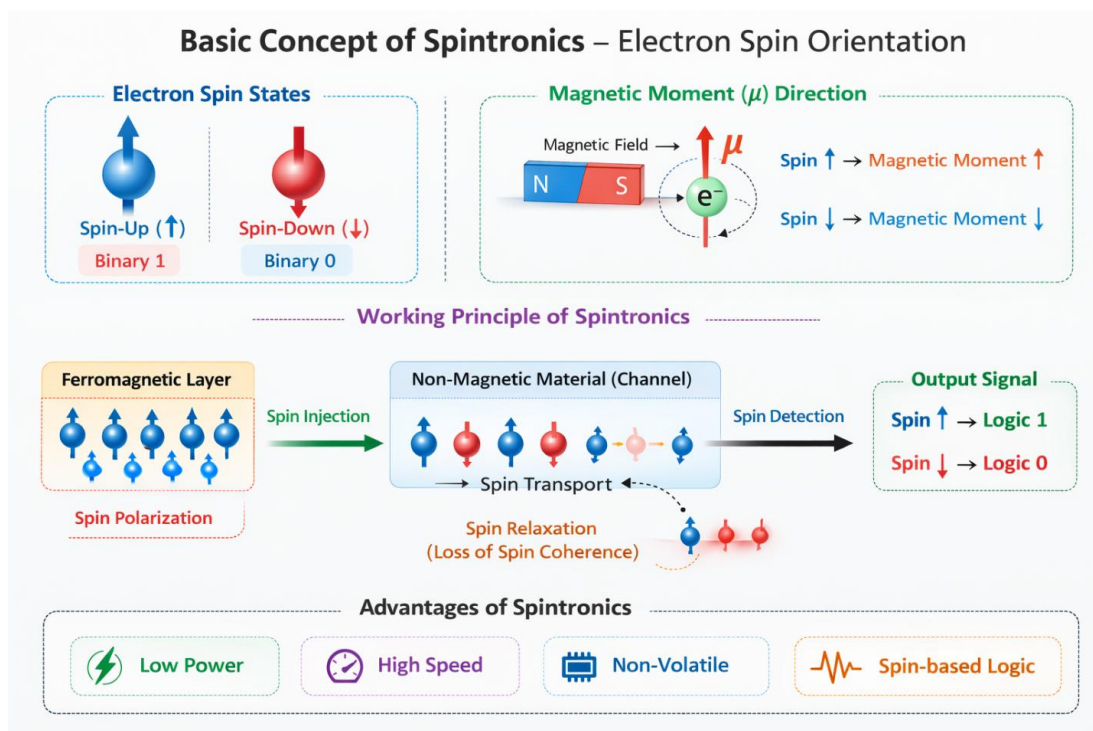 Basic Concept of Spintronics – Electron Spin Orientation
Electron Spin States
Spin-Up (↑)
Binary 1
Spin-Down (↓)
Binary 0
Magnetic Moment (μ) Direction
Magnetic Field →
N
S
μ
e⁻
Spin ↑ → Magnetic Moment ↑
Spin ↓ → Magnetic Moment ↓
Working Principle of Spintronics
Ferromagnetic Layer
Spin Polarization
Spin Injection
Non-Magnetic Material (Channel)
→ Spin Transport
Spin Relaxation
(Loss of Spin Coherence)
Spin Detection
Output Signal
Spin ↑ → Logic 1
Spin ↓ → Logic 0
Advantages of Spintronics
Low Power
High Speed
Non-Volatile
Spin-based Logic